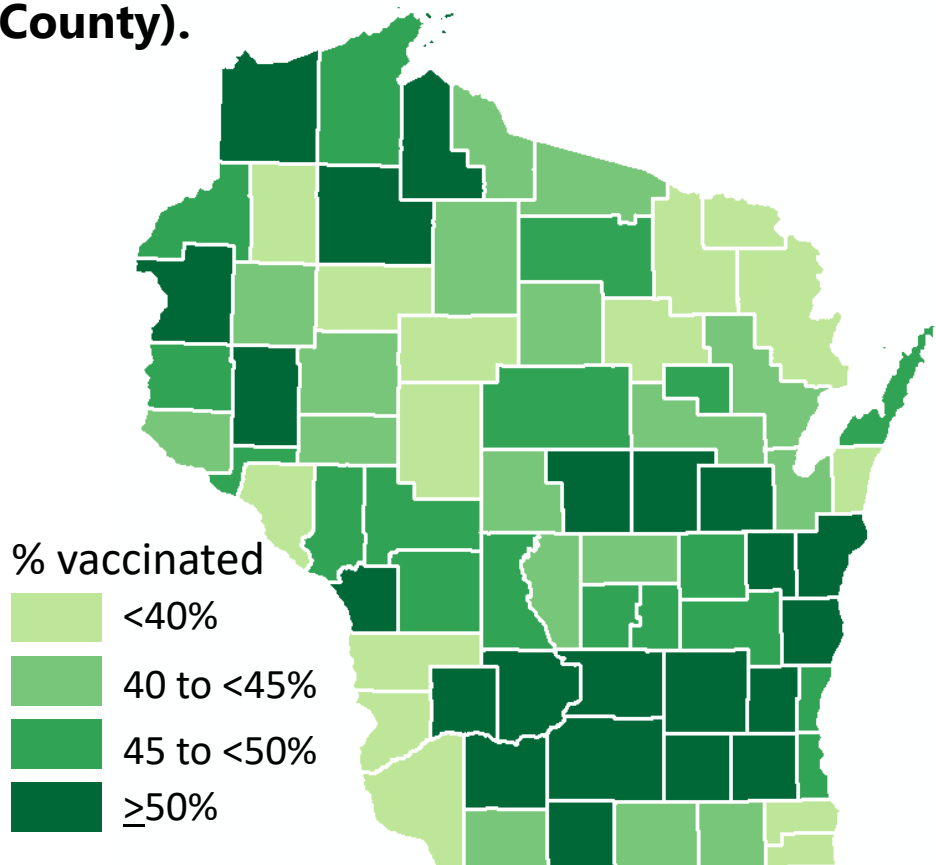 County).
% vaccinated
<40%
40 to <45%
45 to <50%
≥50%